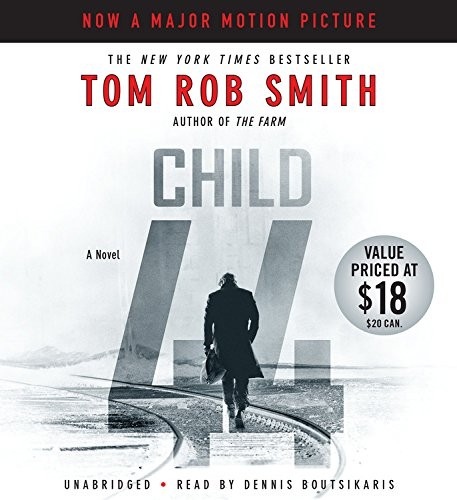 NOW A MAJOR MOTION PICTURE
THE NEW YORK TIMES BESTSELLER
TOM ROB SMITH
AUTHOR OF THE FARM
CHILD
44
A Novel
VALUE
PRICED AT
$18
$20 CAN.
UNABRIDGED • READ BY DENNIS BOUTSIKARIS